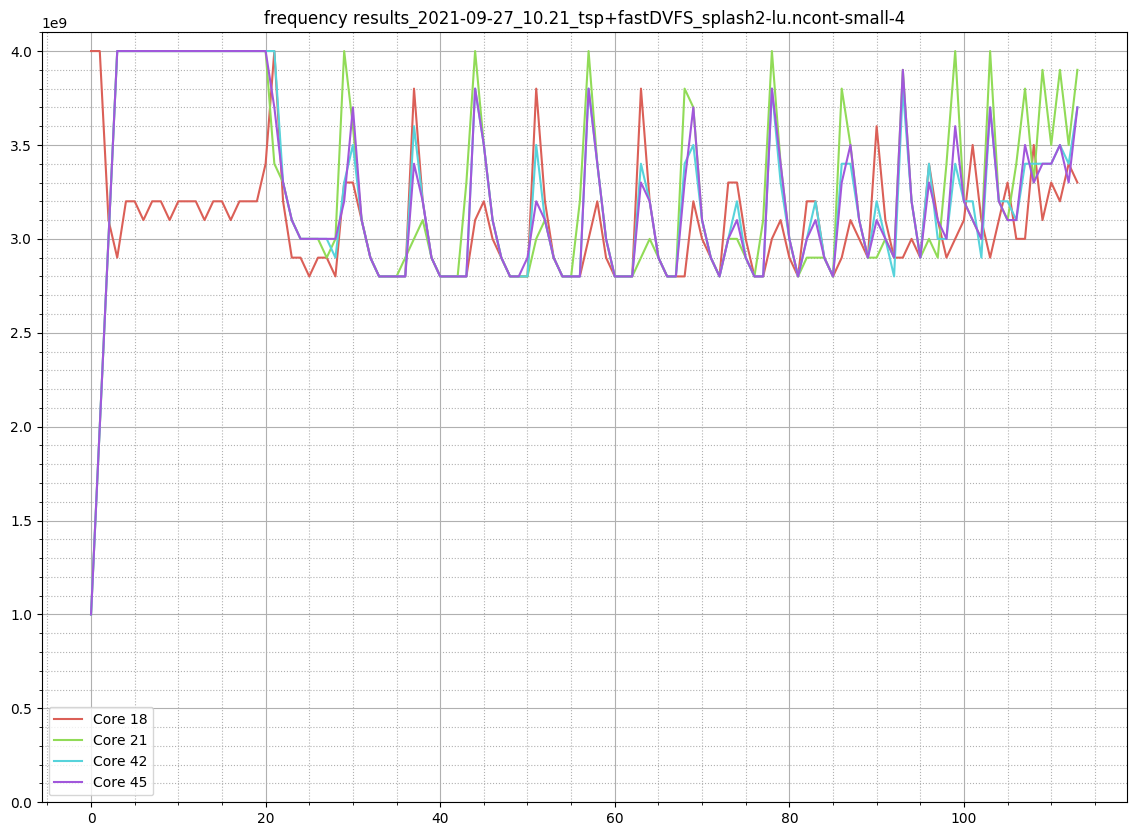 frequency results_2021-09-27_10.21_tsp+fastDVFS_splash2-lu.ncont-small-4
1e9
4.0
3.5
3.0
2.5
2.0
1.5
1.0
0.5
0.0
Core 18
Core 21
Core 42
Core 45
0 20 40 60 80 100